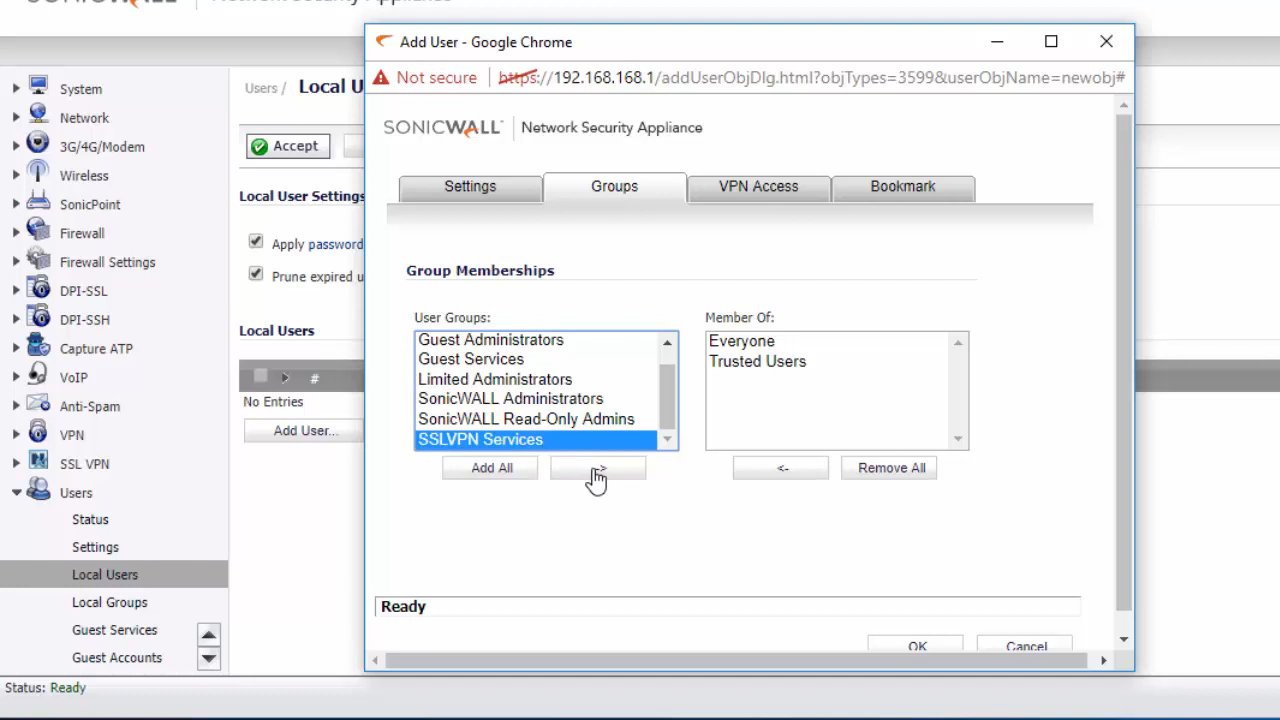 SONICWALL | Network Security Appliance
Add User - Google Chrome
Not secure | https://192.168.168.1/addUserObjDlg.html?objTypes=3599&userObjName=newobj#
SONICWALL | Network Security Appliance
Settings
Groups
VPN Access
Bookmark
Group Memberships
User Groups:
Guest Administrators
Guest Services
Limited Administrators
SonicWALL Administrators
SonicWALL Read-Only Admins
SSLVPN Services
Add All
->
Member Of:
Everyone
Trusted Users
<-
Remove All
Ready
OK
Cancel
System
Network
3G/4G/Modem
Wireless
SonicPoint
Firewall
Firewall Settings
DPI-SSL
DPI-SSH
Capture ATP
VoIP
Anti-Spam
VPN
SSL VPN
Users
Status
Settings
Local Users
Local Groups
Guest Services
Guest Accounts
Users / Local U
Accept
Local User Settings
Apply password
Prune expired u
Local Users
#
No Entries
Add User...
Status: Ready